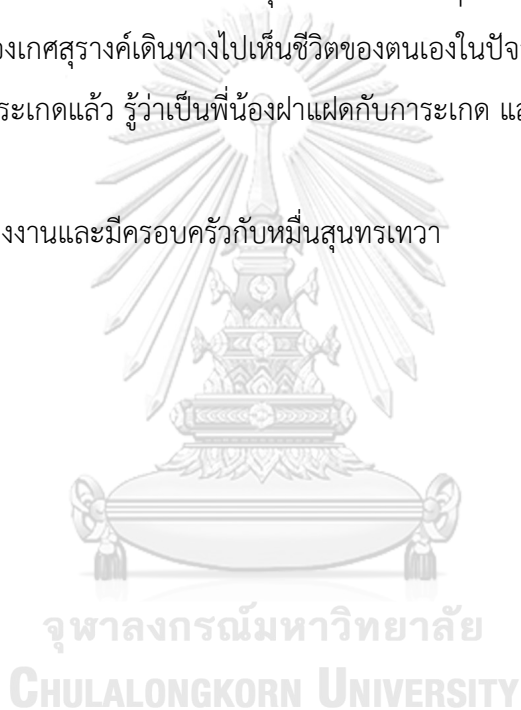 องเกศสุรางค์เดินทางไปเห็นชีวิตของตนเองในปัจ
ระเกดแล้ว รู้ว่าเป็นพี่น้องฝาแฝดกับการะเกด แล
งงานและมีครอบครัวกับหมื่นสุนทรเทวา
จุฬาลงกรณ์มหาวิทยาลัย
CHULALONGKORN UNIVERSITY